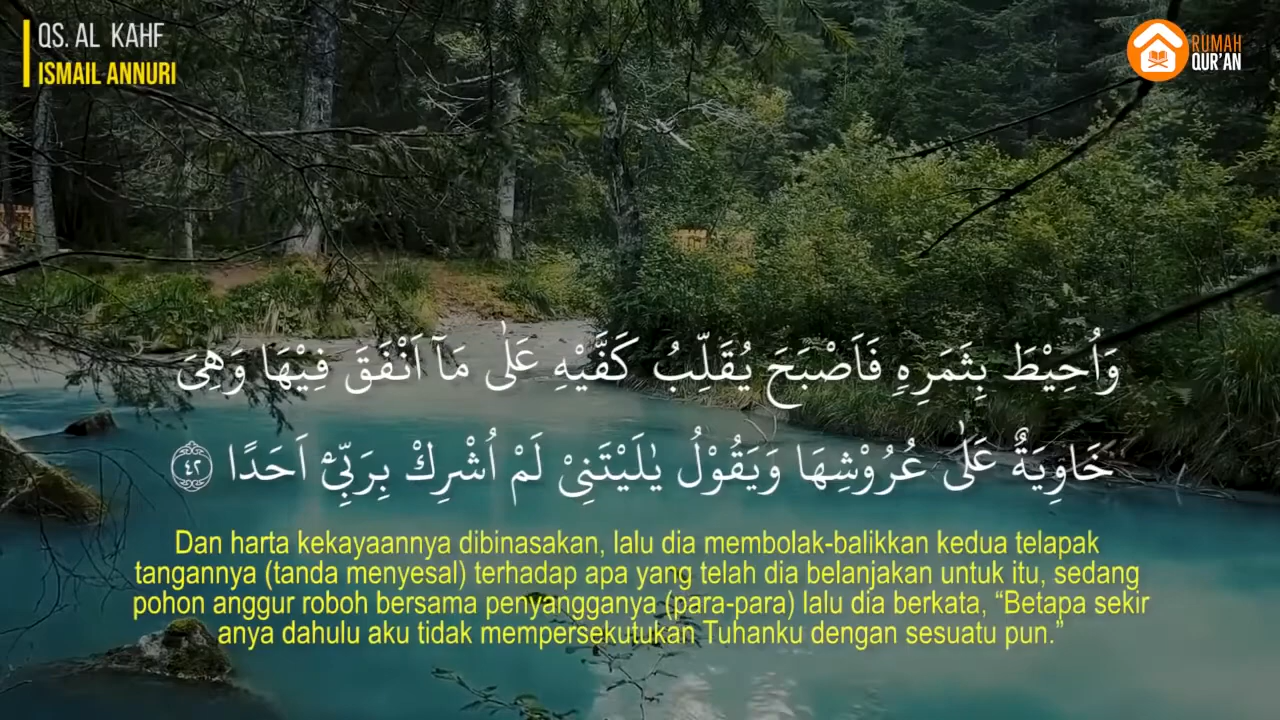 QS. AL KAHF
ISMAIL ANNURI
RUMAH
QUR'AN
وَاُحِيْطَ بِثَمَرِهٖ فَاَصْبَحَ يُقَلِّبُ كَفَّيْهِ عَلٰى مَآ اَنْفَقَ فِيْهَا وَهِيَ
خَاوِيَةٌ عَلٰى عُرُوْشِهَا وَيَقُوْلُ يٰلَيْتَنِيْ لَمْ اُشْرِكْ بِرَبِّيْٓ اَحَدًا ٤٢
Dan harta kekayaannya dibinasakan, lalu dia membolak-balikkan kedua telapak
tangannya (tanda menyesal) terhadap apa yang telah dia belanjakan untuk itu, sedang
pohon anggur roboh bersama penyangganya (para-para) lalu dia berkata, “Betapa sekir
anya dahulu aku tidak mempersekutukan Tuhanku dengan sesuatu pun.”